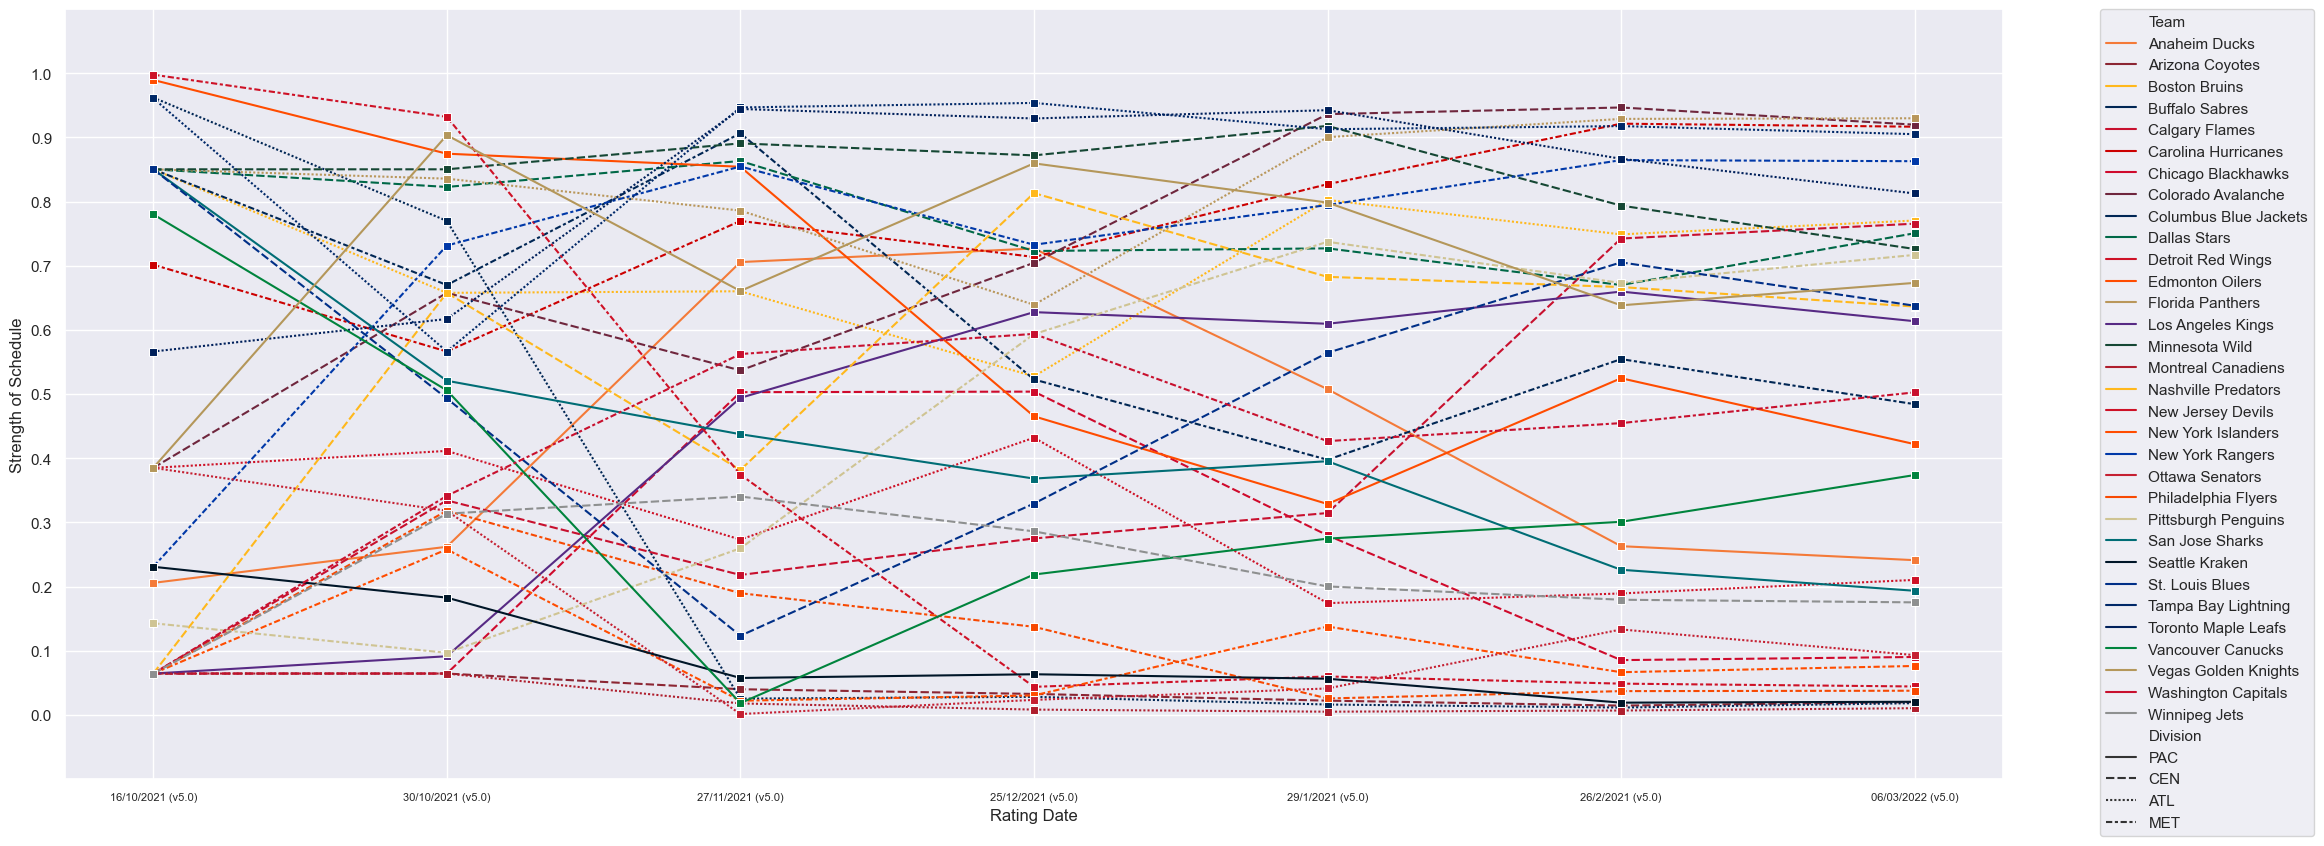 1.0
0.9
0.8
0.7
0.6
0.5
0.4
0.3
0.2
0.1
0.0
Strength of Schedule
16/10/2021 (v5.0)
30/10/2021 (v5.0)
27/11/2021 (v5.0)
25/12/2021 (v5.0)
29/1/2021 (v5.0)
26/2/2021 (v5.0)
06/03/2022 (v5.0)
Rating Date
Team
Anaheim Ducks
Arizona Coyotes
Boston Bruins
Buffalo Sabres
Calgary Flames
Carolina Hurricanes
Chicago Blackhawks
Colorado Avalanche
Columbus Blue Jackets
Dallas Stars
Detroit Red Wings
Edmonton Oilers
Florida Panthers
Los Angeles Kings
Minnesota Wild
Montreal Canadiens
Nashville Predators
New Jersey Devils
New York Islanders
New York Rangers
Ottawa Senators
Philadelphia Flyers
Pittsburgh Penguins
San Jose Sharks
Seattle Kraken
St. Louis Blues
Tampa Bay Lightning
Toronto Maple Leafs
Vancouver Canucks
Vegas Golden Knights
Washington Capitals
Winnipeg Jets
Division
PAC
CEN
ATL
MET